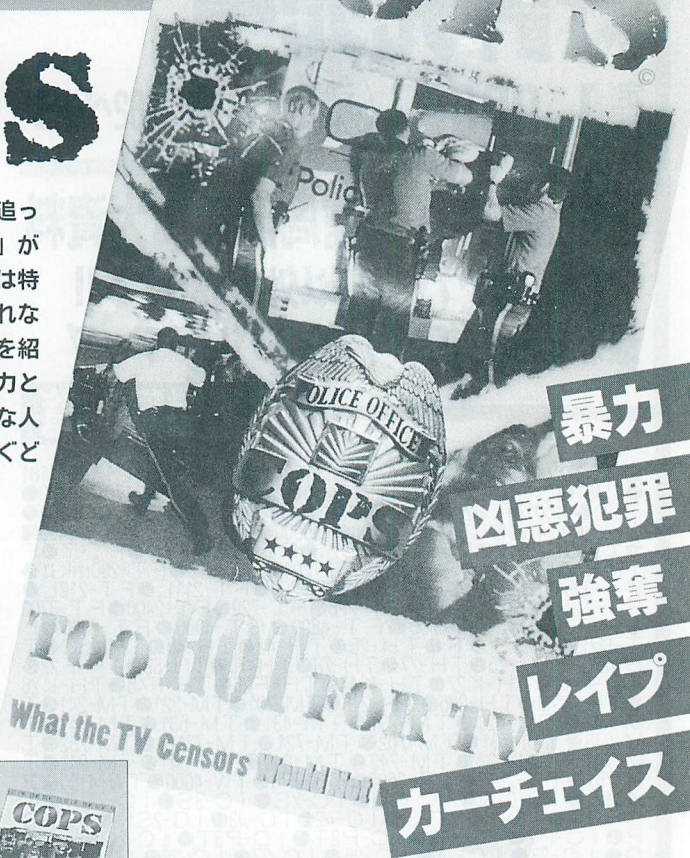 S
追っ
」が
は特
れな
を紹
力と
な人
ぐど
©
Polic
POLICE OFFICE
COPS
暴力
凶悪犯罪
強奪
レイプ
カーチェイス
TOO HOT FOR TV
What the TV Censors Would Not
COPS